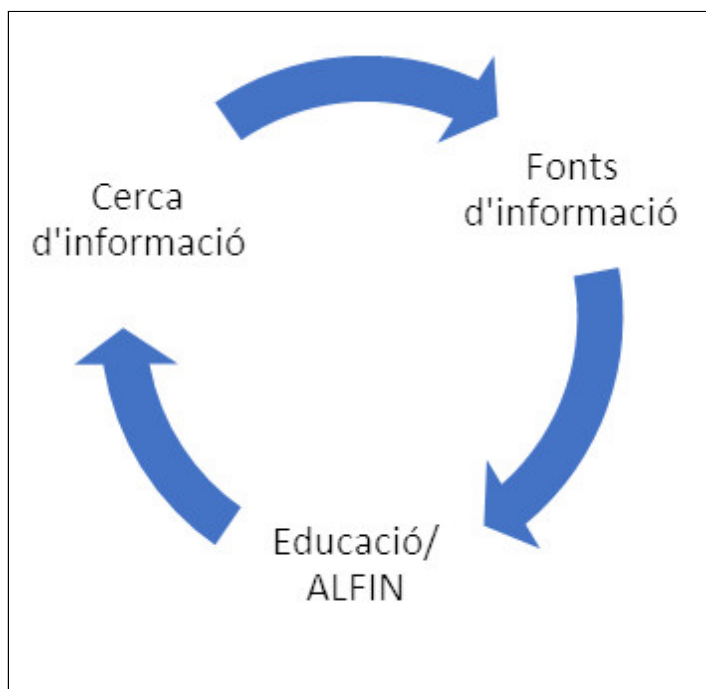 Cerca
d'informació
Fonts
d'informació
Educació/
ALFIN